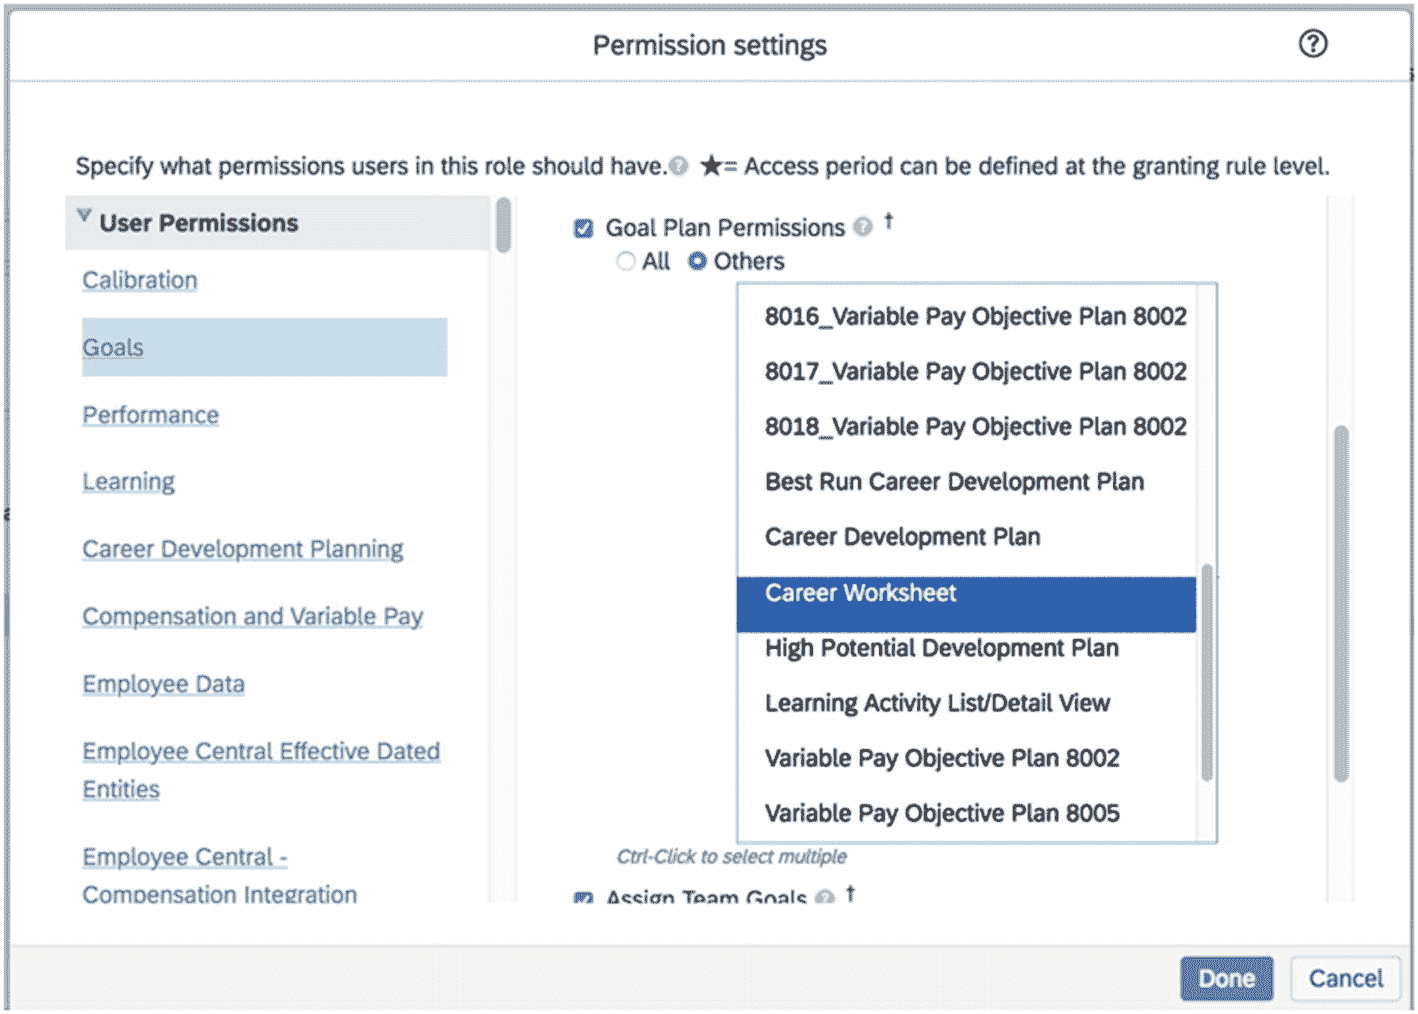 Permission settings
Specify what permissions users in this role should have. ★= Access period can be defined at the granting rule level.
User Permissions
Calibration
Goals
Performance
Learning
Career Development Planning
Compensation and Variable Pay
Employee Data
Employee Central Effective Dated
Entities
Employee Central -
Compensation Integration
Goal Plan Permissions ? †
All Others
8016_Variable Pay Objective Plan 8002
8017_Variable Pay Objective Plan 8002
8018_Variable Pay Objective Plan 8002
Best Run Career Development Plan
Career Development Plan
Career Worksheet
High Potential Development Plan
Learning Activity List/Detail View
Variable Pay Objective Plan 8002
Variable Pay Objective Plan 8005
Ctrl-Click to select multiple
Assign Team Goals ? †
Done Cancel